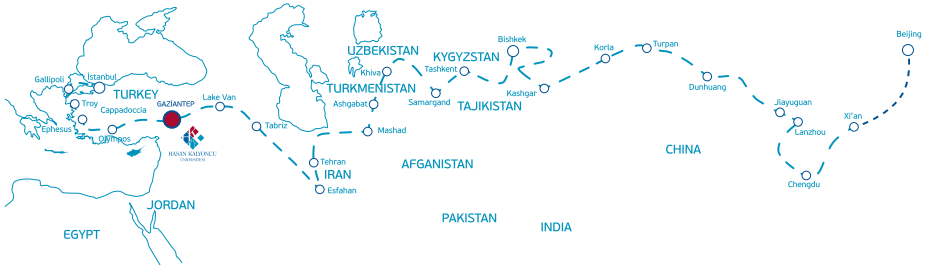 Beijing
Bishkek
Korla
Turpan
UZBEKISTAN
KYGYZSTAN
Khiva
Tashkent
Gallipoli
İstanbul
Dunhuang
TURKMENISTAN
Kashgar
TURKEY
Samargand
Lake Van
Troy
GAZİANTEP
Ashgabat
TAJIKISTAN
Jiayuguan
Cappadoccia
Xi'an
Ephesus
Tabriz
Mashad
Lanzhou
Olympos
CHINA
HASAN KALYONCU
ÜNİVERSİTESİ
Tehran
AFGANISTAN
IRAN
Chengdu
Esfahan
JORDAN
PAKISTAN
INDIA
EGYPT